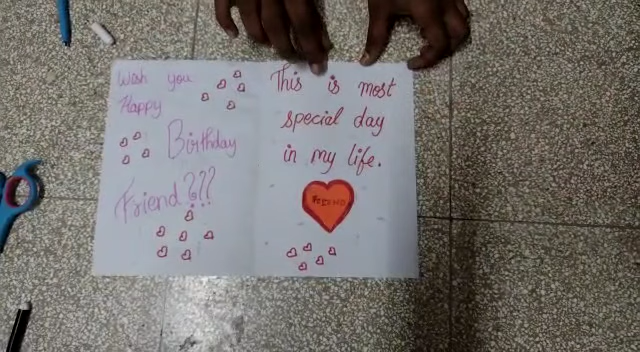 Wish you
Happy
Birthday
Friend???
This is most
special day
in my life.
FRIEND